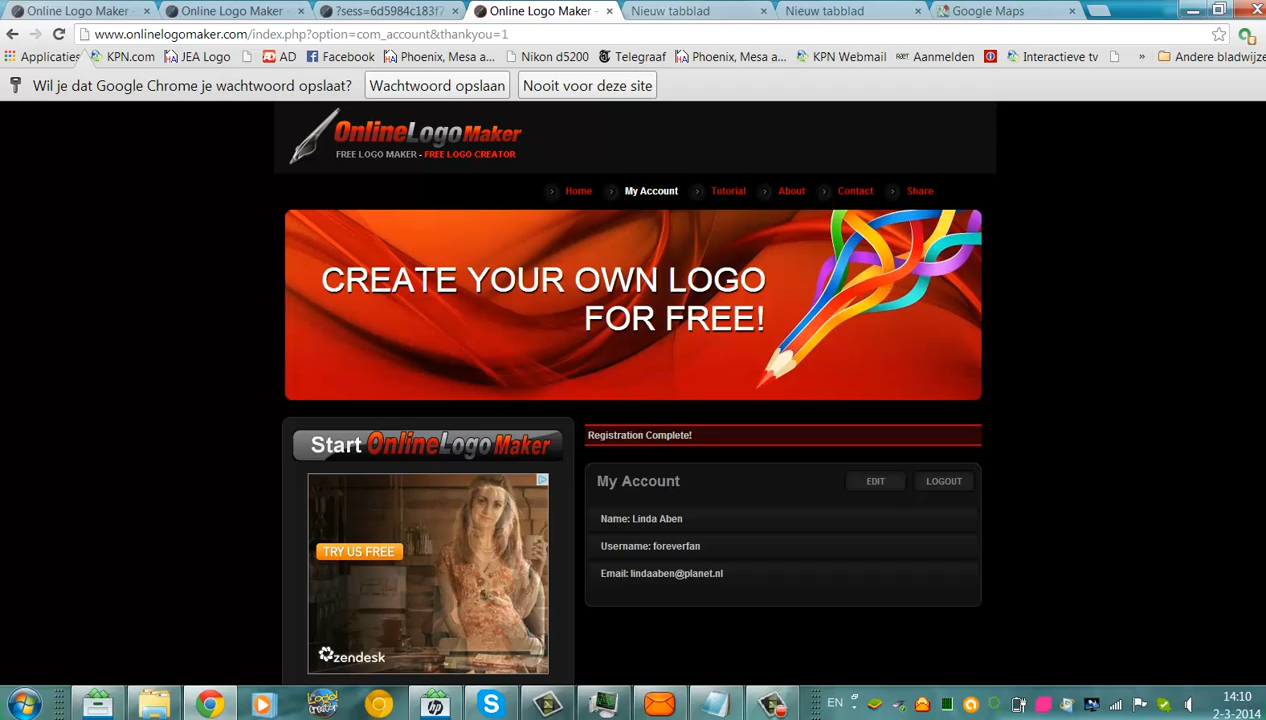 Online Logo Maker - Online Logo Maker - ?sess=6d5984c183f7 Online Logo Maker - Nieuw tabblad Nieuw tabblad Google Maps
www.onlinelogomaker.com/index.php?option=com_account&thankyou=1
Applicaties KPN.com JEA Logo AD Facebook Phoenix, Mesa a... Nikon d5200 Telegraaf Phoenix, Mesa a... KPN Webmail Aanmelden Interactieve tv » Andere bladwijze
Wil je dat Google Chrome je wachtwoord opslaat? Wachtwoord opslaan Nooit voor deze site
OnlineLogoMaker
FREE LOGO MAKER - FREE LOGO CREATOR
Home My Account Tutorial About Contact Share
CREATE YOUR OWN LOGO
FOR FREE!
Start OnlineLogoMaker
Registration Complete!
My Account EDIT LOGOUT
Name: Linda Aben
Username: foreverfan
TRY US FREE
Email: lindaaben@planet.nl
zendesk
EN 14:10
2-3-2014